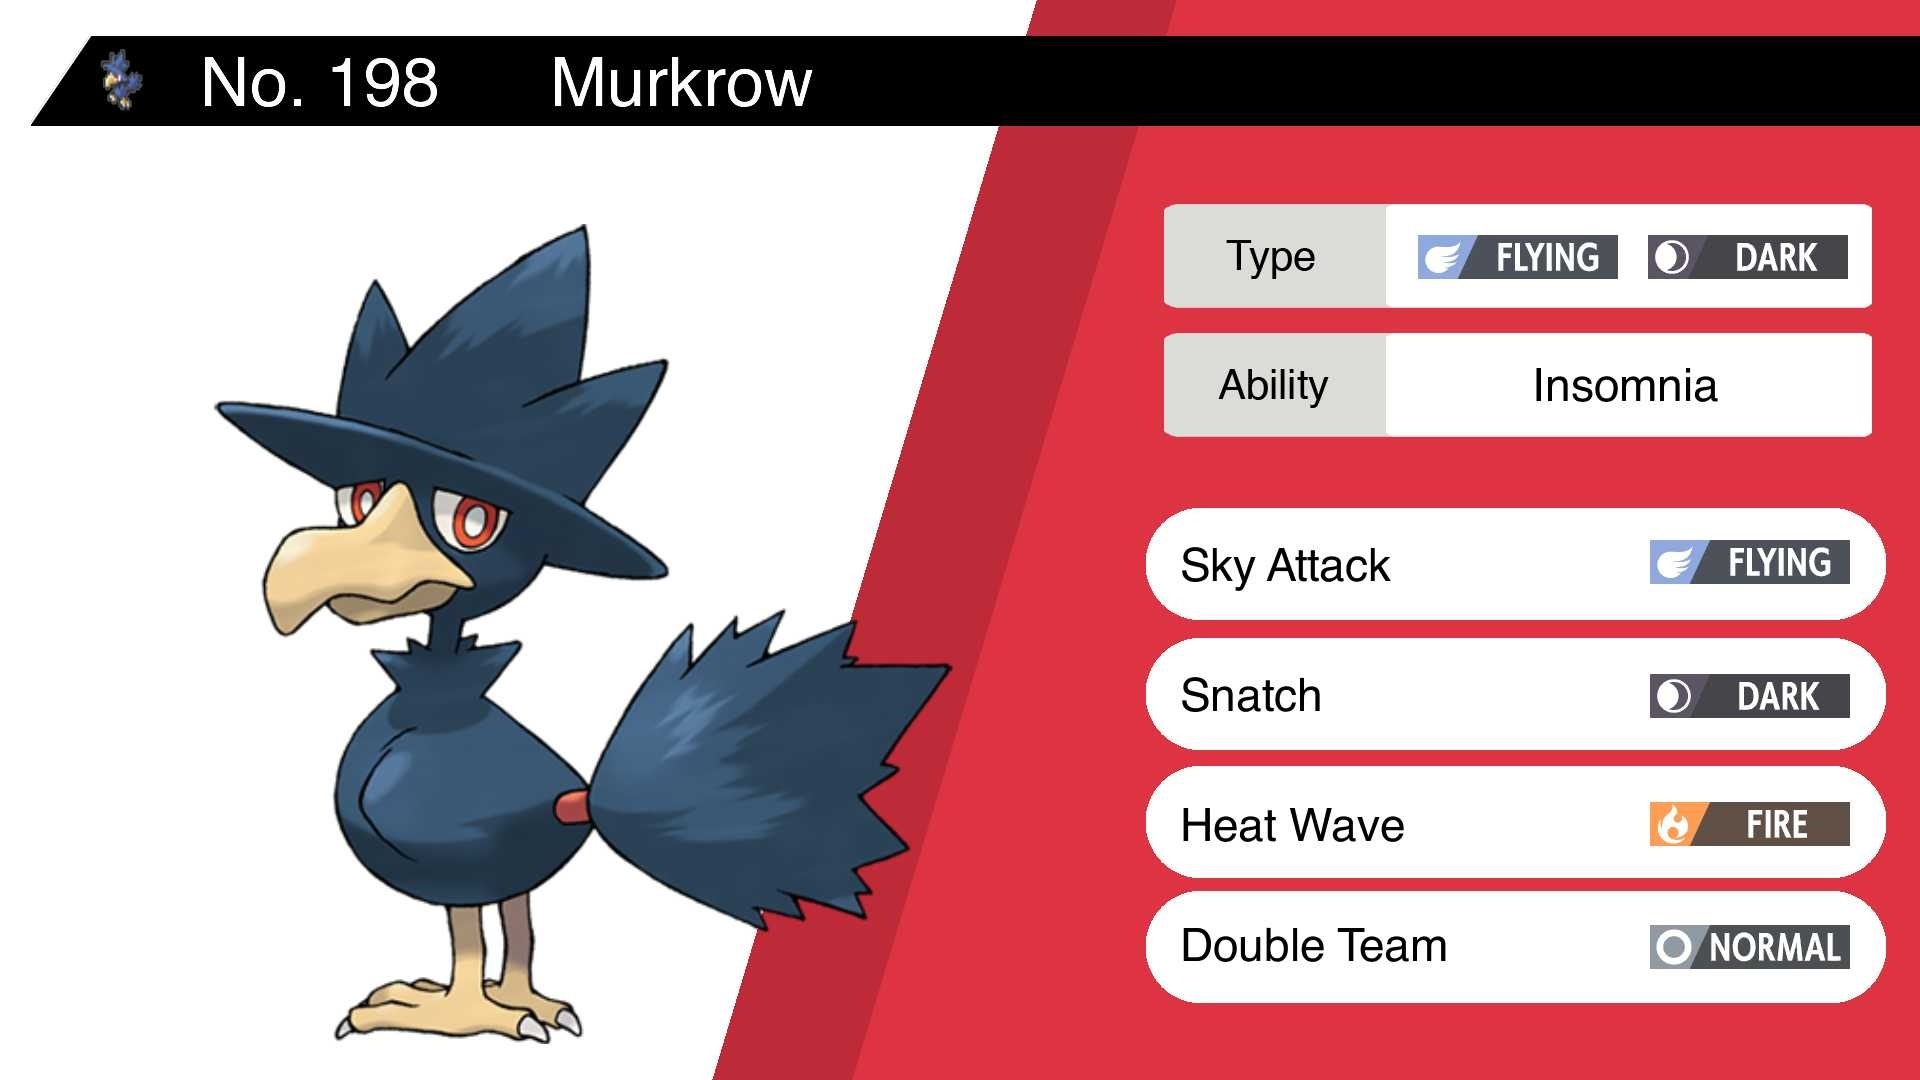 No. 198 Murkrow
Type FLYING DARK
Ability Insomnia
Sky Attack FLYING
Snatch DARK
Heat Wave FIRE
Double Team NORMAL